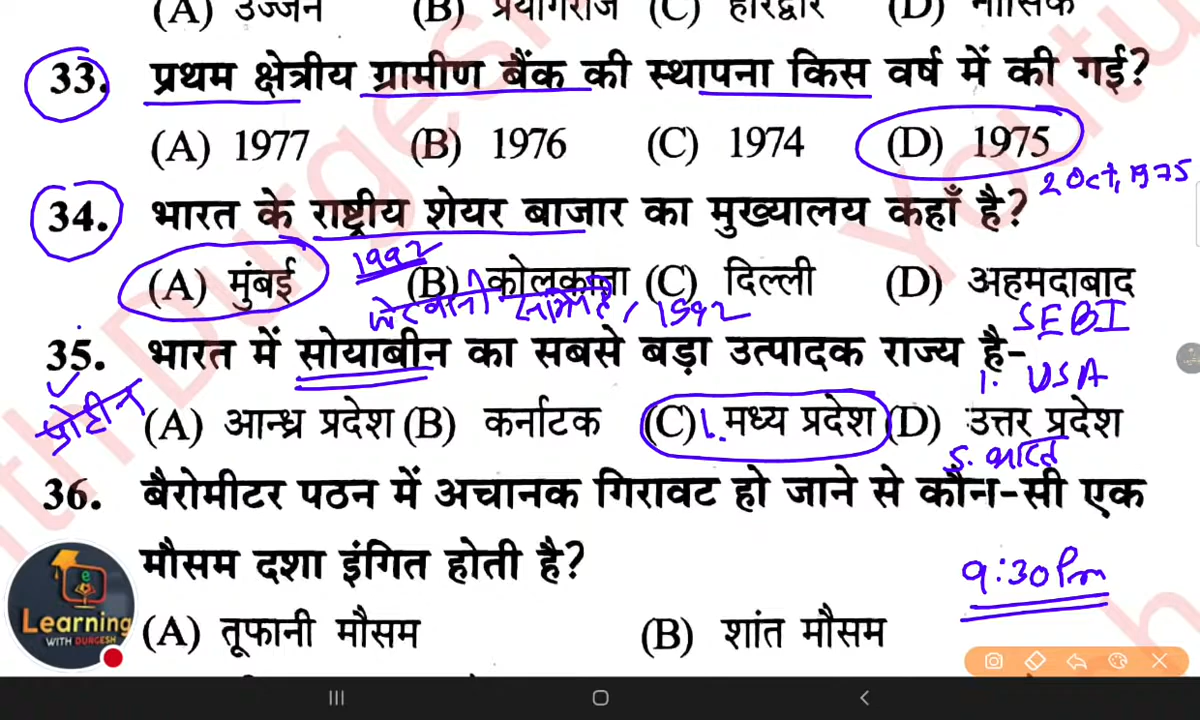 (A) उज्जैन (B) प्रयागराज (C) हरिद्वार (D) नासिक
33. प्रथम क्षेत्रीय ग्रामीण बैंक की स्थापना किस वर्ष में की गई?
(A) 1977 (B) 1976 (C) 1974 (D) 1975
2 Oct, 1975
34. भारत के राष्ट्रीय शेयर बाजार का मुख्यालय कहाँ है?
1992
(A) मुंबई (B) कोलकाता (C) दिल्ली (D) अहमदाबाद
1992 SEBI
35. भारत में सोयाबीन का सबसे बड़ा उत्पादक राज्य है-
1. USA
प्रोटीन (A) आन्ध्र प्रदेश (B) कर्नाटक (C) 1. मध्य प्रदेश (D) उत्तर प्रदेश
5. भारत
36. बैरोमीटर पठन में अचानक गिरावट हो जाने से कौन-सी एक
मौसम दशा इंगित होती है?
9:30 Pm
(A) तूफानी मौसम (B) शांत मौसम
e
Learning
WITH DURGESH